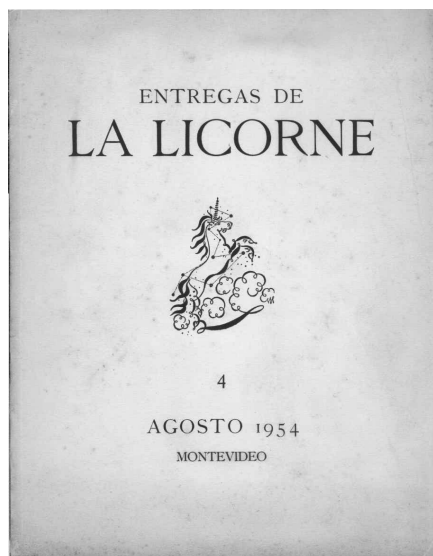 ENTREGAS DE
LA LICORNE
4
AGOSTO 1954
MONTEVIDEO